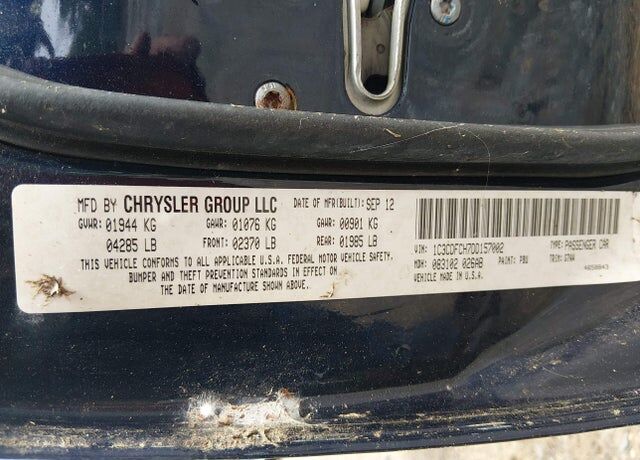 MFD BY CHRYSLER GROUP LLC DATE OF MFR(BUILT): SEP 12
GVWR: 01944 KG GAWR: 01076 KG GAWR: 00901 KG
04285 LB FRONT: 02370 LB REAR: 01985 LB
THIS VEHICLE CONFORMS TO ALL APPLICABLE U.S.A. FEDERAL MOTOR VEHICLE SAFETY,
BUMPER AND THEFT PREVENTION STANDARDS IN EFFECT ON
THE DATE OF MANUFACTURE SHOWN ABOVE.
VIN: 1C3CDFCH7DD157002 TYPE: PASSENGER CAR
MDH: 083102 026AB PAINT: PBU TRIM: G7X4
VEHICLE MADE IN U.S.A. 4658843